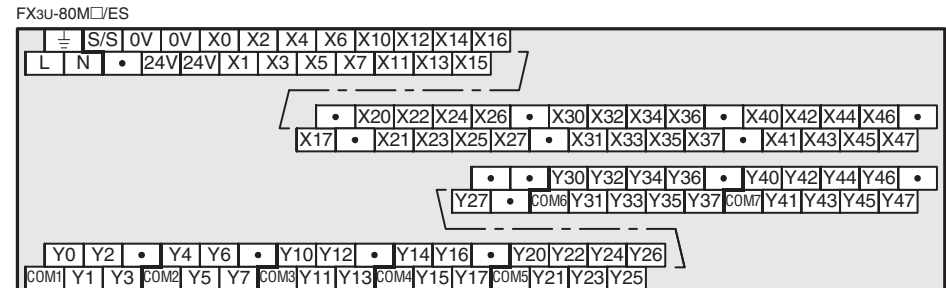 FX3U-80M□/ES
⏚ S/S 0V 0V X0 X2 X4 X6 X10 X12 X14 X16
L N • 24V 24V X1 X3 X5 X7 X11 X13 X15
• X20 X22 X24 X26 • X30 X32 X34 X36 • X40 X42 X44 X46 •
X17 • X21 X23 X25 X27 • X31 X33 X35 X37 • X41 X43 X45 X47
• • Y30 Y32 Y34 Y36 • Y40 Y42 Y44 Y46 •
Y27 • COM6 Y31 Y33 Y35 Y37 COM7 Y41 Y43 Y45 Y47
Y0 Y2 • Y4 Y6 • Y10 Y12 • Y14 Y16 • Y20 Y22 Y24 Y26
COM1 Y1 Y3 COM2 Y5 Y7 COM3 Y11 Y13 COM4 Y15 Y17 COM5 Y21 Y23 Y25